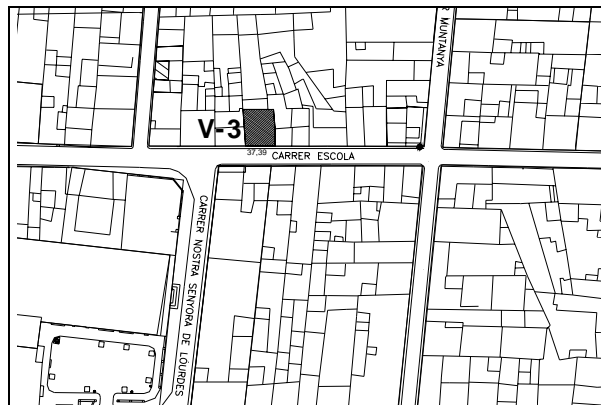 R MUNTANYA
V-3
37,39
CARRER ESCOLA
CARRER NOSTRA SENYORA DE LOURDES